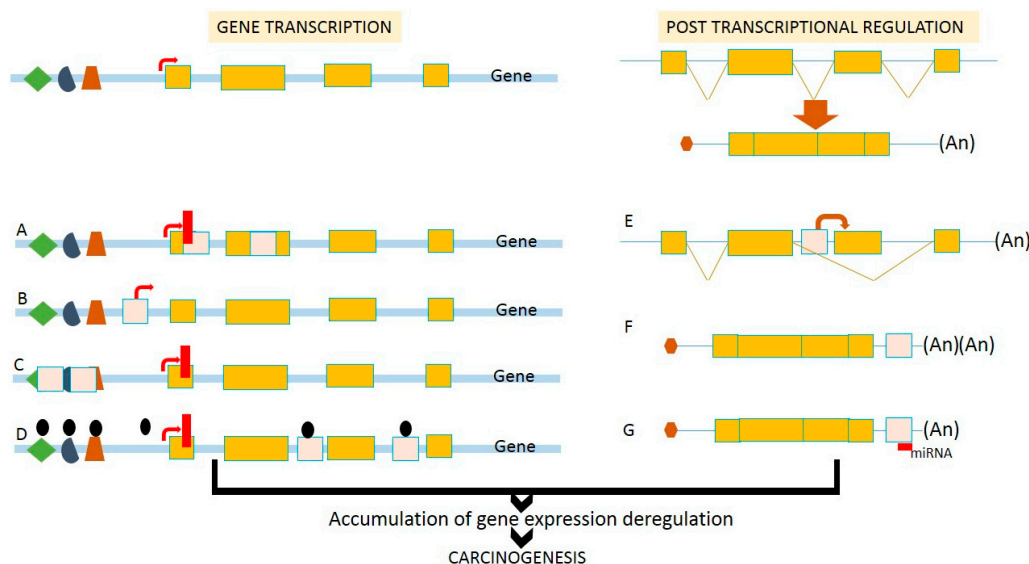 GENE TRANSCRIPTION
POST TRANSCRIPTIONAL REGULATION
Gene
(An)
A
Gene
E
(An)
B
Gene
F
(An)(An)
C
Gene
D
Gene
G
(An)
miRNA
Accumulation of gene expression deregulation
CARCINOGENESIS